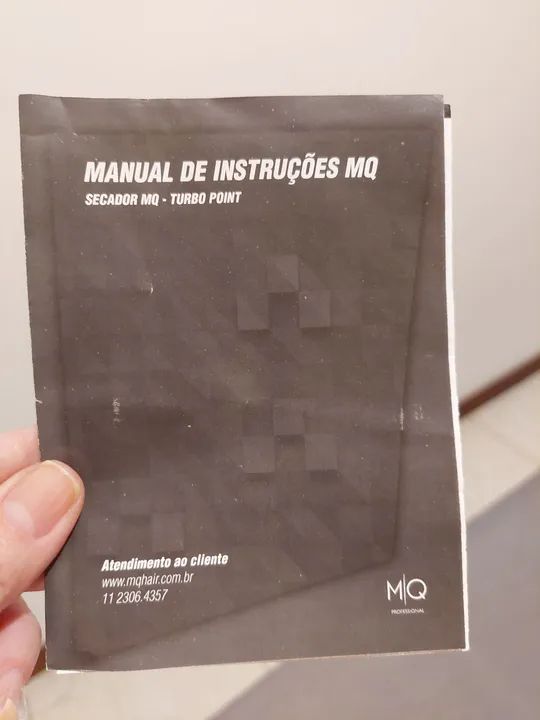 MANUAL DE INSTRUÇÕES MQ
SECADOR MQ - TURBO POINT
Atendimento ao cliente
www.mqhair.com.br
11 2306.4357
M|Q
PROFESSIONAL